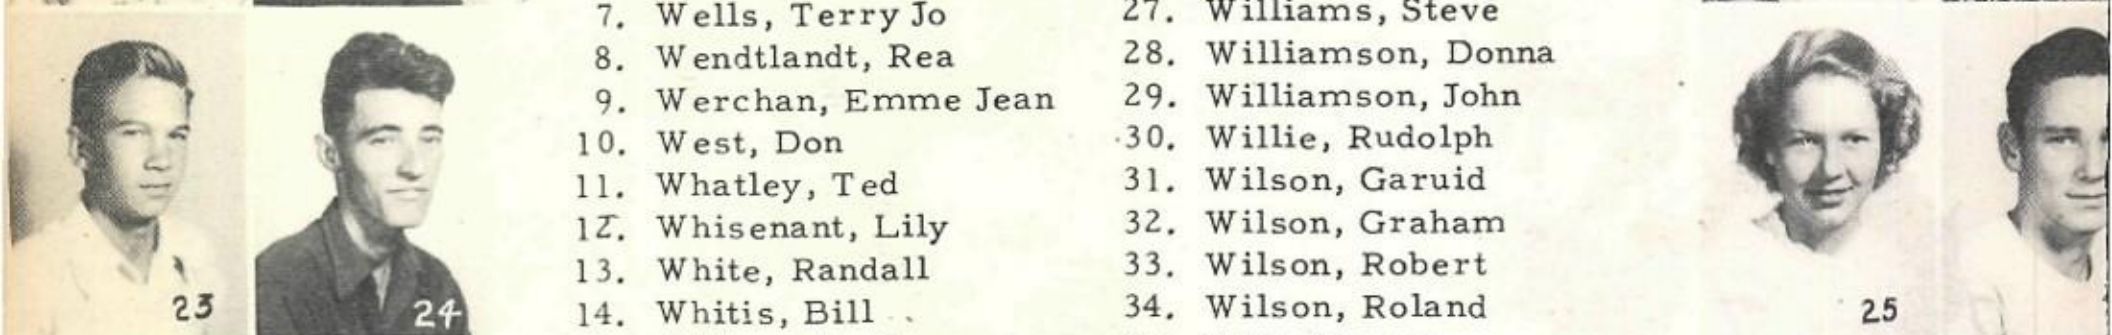 7. Wells, Terry Jo
8. Wendtlandt, Rea
9. Werchan, Emme Jean
10. West, Don
11. Whatley, Ted
12. Whisenant, Lily
13. White, Randall
14. Whitis, Bill
27. Williams, Steve
28. Williamson, Donna
29. Williamson, John
30. Willie, Rudolph
31. Wilson, Garuid
32. Wilson, Graham
33. Wilson, Robert
34. Wilson, Roland
23
24
25